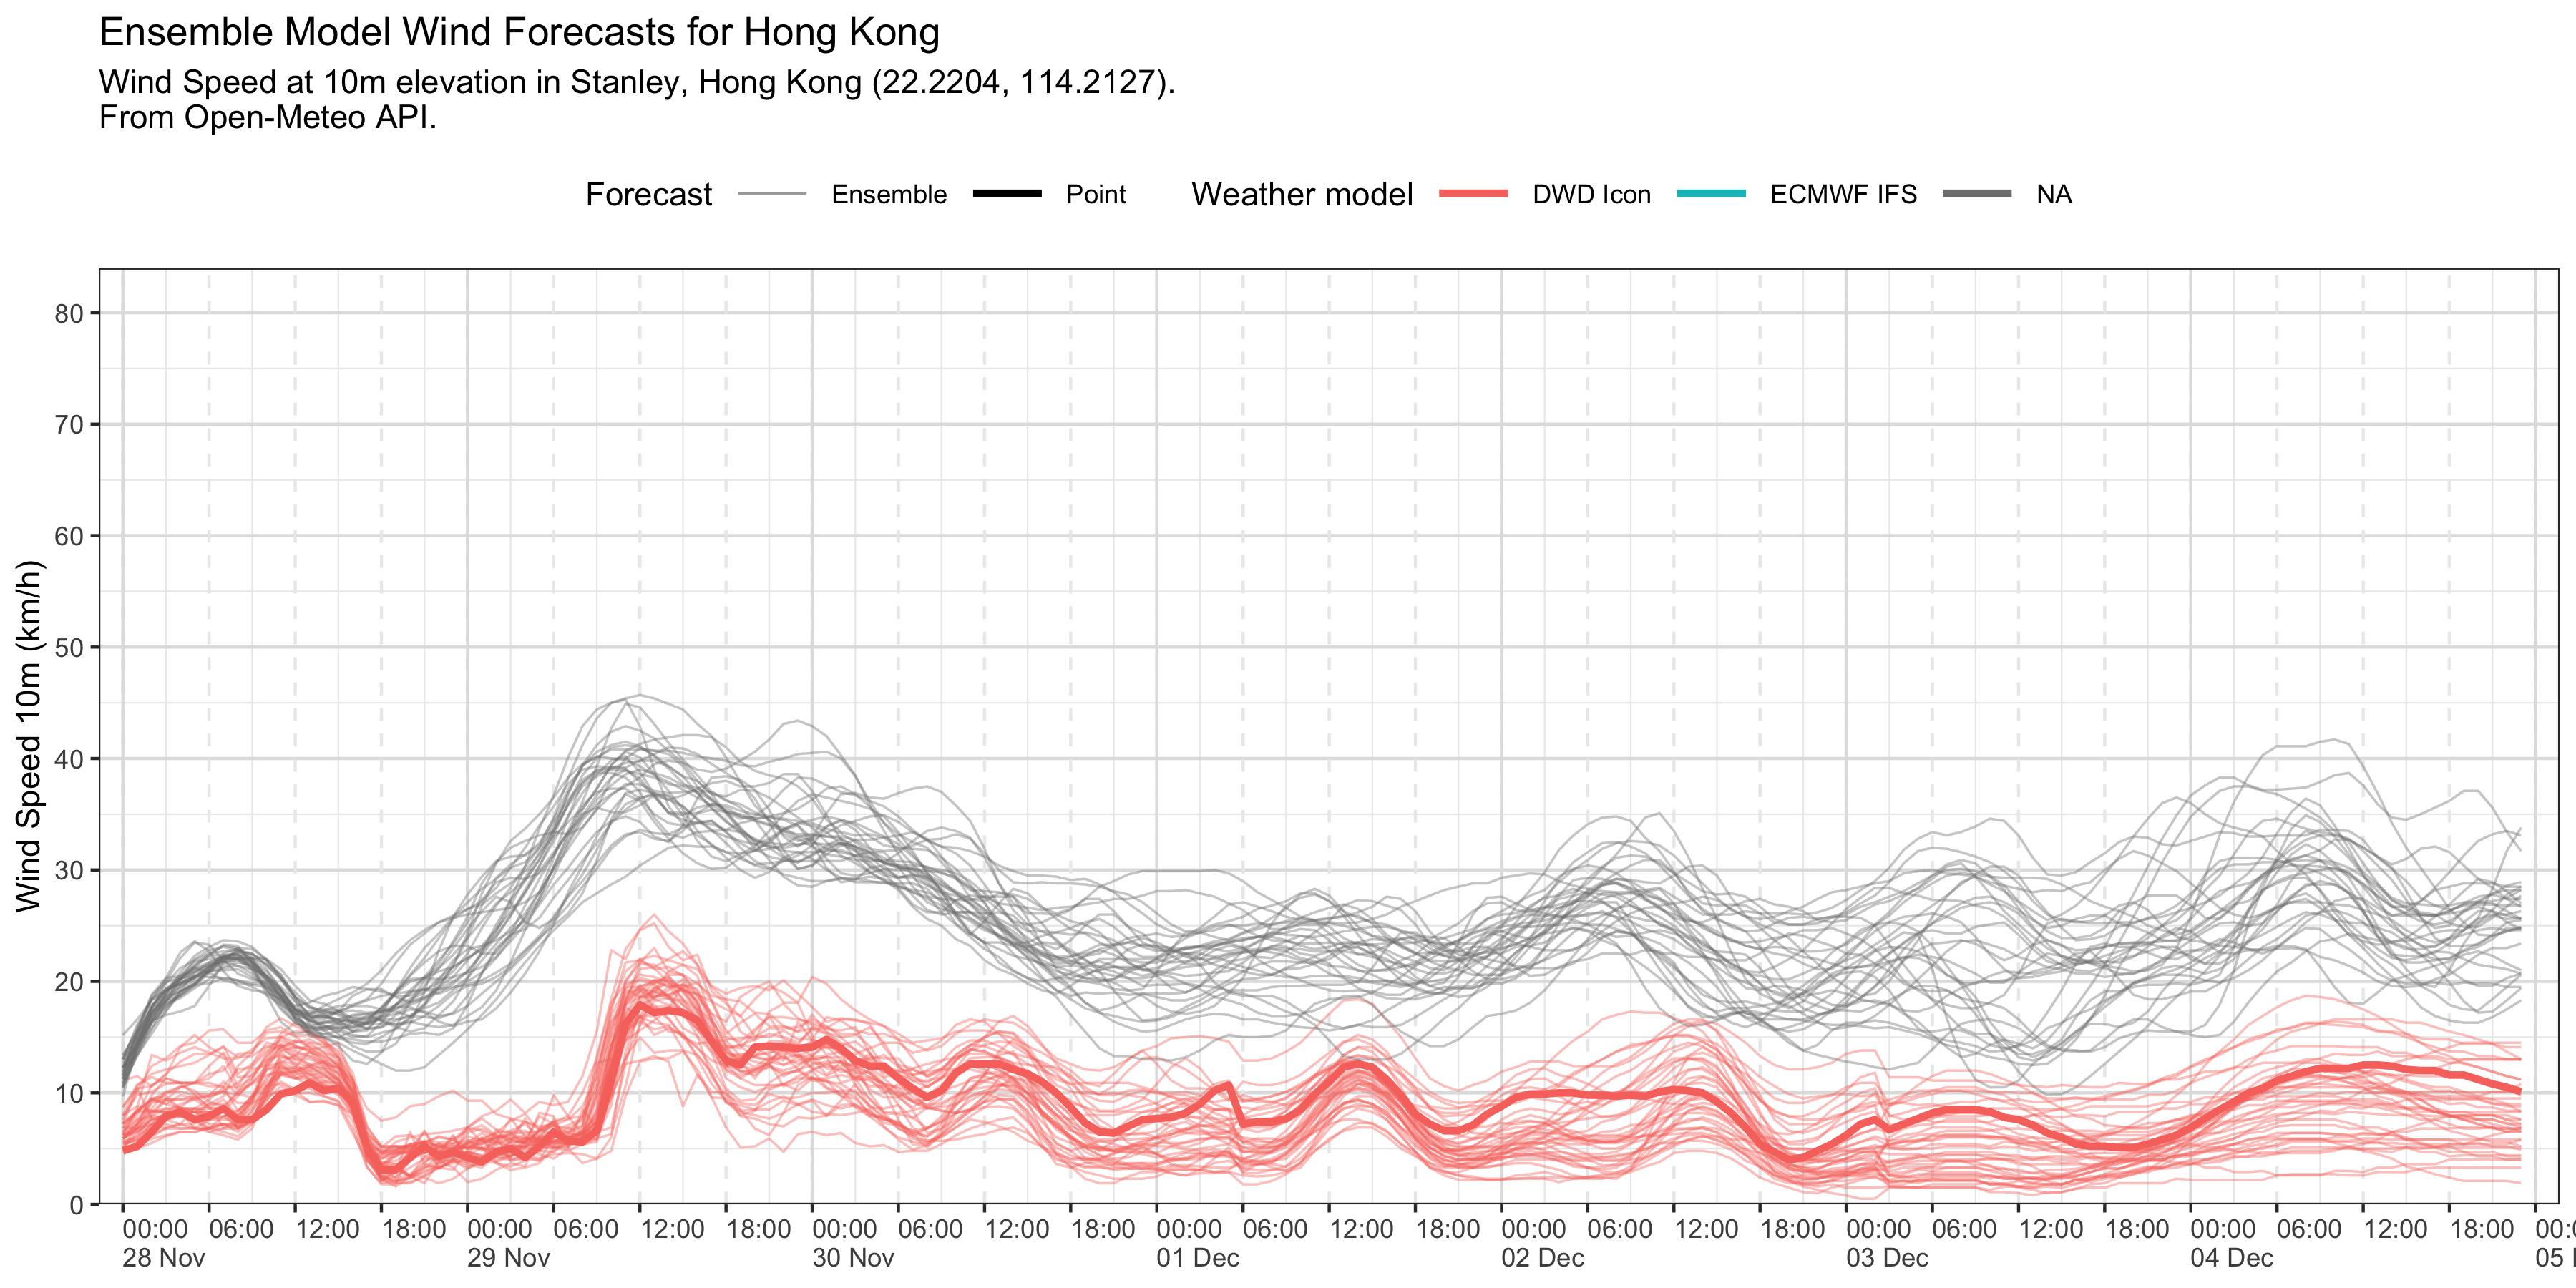 Ensemble Model Wind Forecasts for Hong Kong
Wind Speed at 10m elevation in Stanley, Hong Kong (22.2204, 114.2127).
From Open-Meteo API.
Forecast Ensemble Point Weather model DWD Icon ECMWF IFS NA
Wind Speed 10m (km/h)
80
70
60
50
40
30
20
10
0
00:00 06:00 12:00 18:00 00:00 06:00 12:00 18:00 00:00 06:00 12:00 18:00 00:00 06:00 12:00 18:00 00:00 06:00 12:00 18:00 00:00 06:00 12:00 18:00 00:00 06:00 12:00 18:00
28 Nov 29 Nov 30 Nov 01 Dec 02 Dec 03 Dec 04 Dec